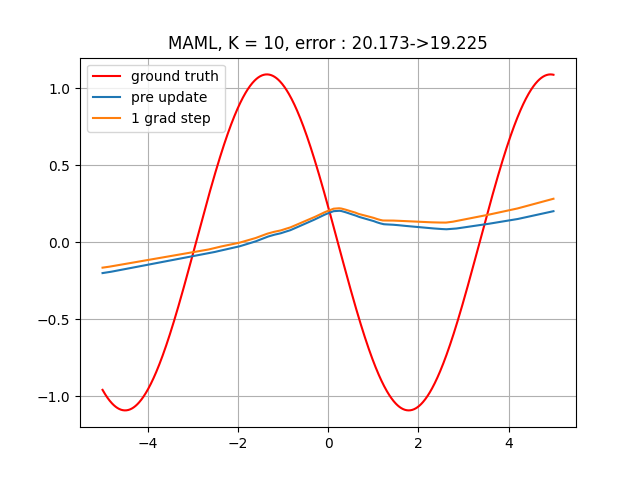 MAML, K = 10, error : 20.173->19.225
ground truth
pre update
1 grad step
1.0
0.5
0.0
−0.5
−1.0
−4 −2 0 2 4